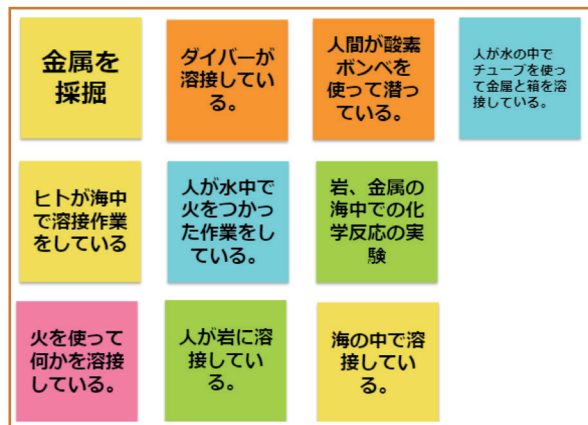 金属を
採掘
ダイバーが
溶接してい
る。
人間が酸素
ボンベを
使って潜っ
ている。
人が水の中で
チューブを使っ
て金属と箱を溶
接している。
ヒトが海中
で溶接作業
をしている
人が水中で
火をつかっ
た作業をし
ている。
岩、金属の
海中での化
学反応の実
験
火を使って
何かを溶接
している。
人が岩に溶
接してい
る。
海の中で溶
接してい
る。